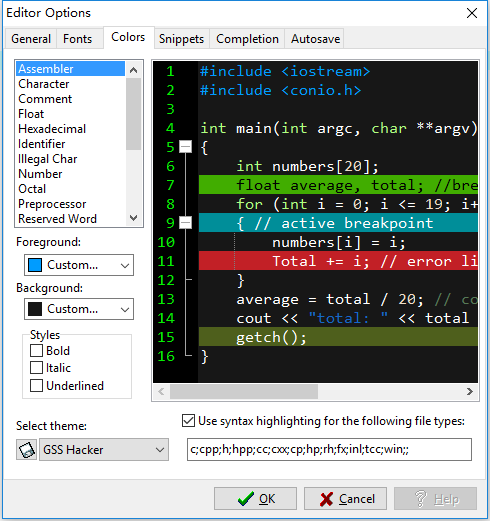 Editor Options
General Fonts Colors Snippets Completion Autosave
Assembler
Character
Comment
Float
Hexadecimal
Identifier
Illegal Char
Number
Octal
Preprocessor
Reserved Word
Foreground:
Custom...
Background:
Custom...
Styles
Bold
Italic
Underlined
1 #include <iostream>
2 #include <conio.h>
3
4 int main(int argc, char **argv)
5 {
6 int numbers[20];
7 float average, total; //bre
8 for (int i = 0; i <= 19; i+
9 { // active breakpoint
10 numbers[i] = i;
11 Total += i; // error li
12 }
13 average = total / 20; // co
14 cout << "total: " << total
15 getch();
16 }
Select theme:
GSS Hacker
Use syntax highlighting for the following file types:
c;cpp;h;hpp;cc;cxx;cp;hp;rh;fx;inl;tcc;win;;
OK Cancel Help